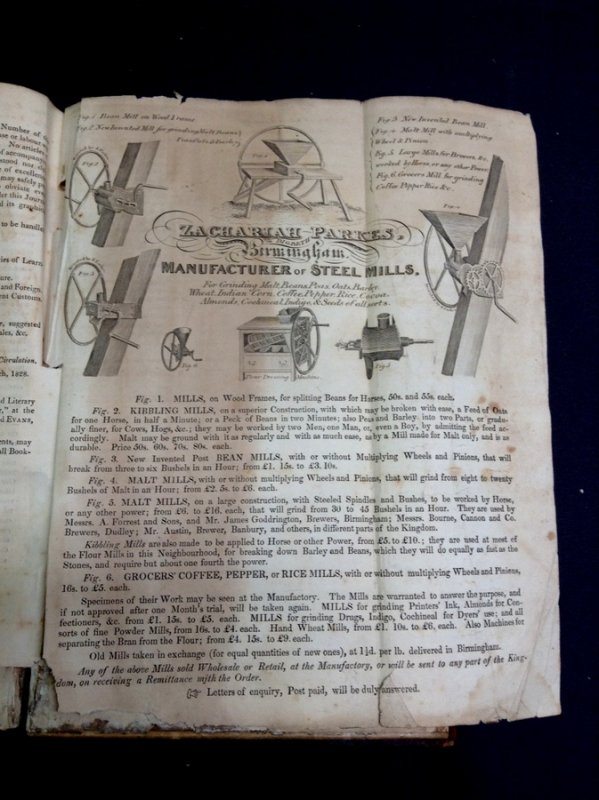 Number of
Fig. 1 Bean Mill on Wood Frame
Fig. 2 New Invented Mill for grinding Malt Beans
Peas Oats & Barley
Fig. 3 New Invented Bean Mill
Fig. 4 Malt Mill with multiplying
Wheel & Pinion
Fig. 5 Large Mills for Brewers, &c.
worked by Horse, or any other Power
Fig. 6 Grocers Mill for grinding
Coffee Pepper Rice &c.
ZACHARIAH PARKES,
DIGBETH
Birmingham.
MANUFACTURER OF STEEL MILLS.
For Grinding Malt, Beans, Peas, Oats, Barley,
Wheat, Indian Corn, Coffee, Pepper, Rice, Cocoa,
Almonds, Cochineal, Indigo, & Seeds of all sorts.
Flour Dressing Machine.
Fig. 1. MILLS, on Wood Frames, for splitting Beans for Horses, 50s. and 55s. each.
Fig. 2. KIBBLING MILLS, on a superior Construction, with which may be broken with ease, a Feed of Oats
for one Horse, in half a Minute; or a Peck of Beans in two Minutes; also Peas and Barley into two Parts, or gradu-
ally finer, for Cows, Hogs, &c.; they may be worked by two Men, one Man, or, even a Boy, by admitting the feed ac-
cordingly. Malt may be ground with it as regularly and with as much ease, as by a Mill made for Malt only, and is as
durable. Price 50s. 60s. 70s. 80s. each.
Fig. 3. New Invented Post BEAN MILLS, with or without Multiplying Wheels and Pinions, that will
break from three to six Bushels in an Hour; from £1. 15s. to £3. 10s.
Fig. 4. MALT MILLS, with or without multiplying Wheels and Pinions, that will grind from eight to twenty
Bushels of Malt in an Hour; from £2. 5s. to £6. each.
Fig. 5. MALT MILLS, on a large construction, with Steeled Spindles and Bushes, to be worked by Horse,
or any other power; from £6. to £16. each, that will grind from 30 to 45 Bushels in an Hour. They are used by
Messrs. A. Forrest and Sons, and Mr. James Goddrington, Brewers, Birmingham; Messrs. Bourne, Cannon and Co.
Brewers, Dudley; Mr. Austin, Brewer, Banbury, and others, in different parts of the Kingdom.
Kibbling Mills are also made to be applied to Horse or other Power, from £5. to £10.; they are used at most of
the Flour Mills in this Neighbourhood, for breaking down Barley and Beans, which they will do equally as fast as the
Stones, and require but about one fourth the power.
Fig. 6. GROCERS' COFFEE, PEPPER, or RICE MILLS, with or without multiplying Wheels and Pinions,
16s. to £5. each.
Specimens of their Work may be seen at the Manufactory. The Mills are warranted to answer the purpose, and
if not approved after one Month's trial, will be taken again. MILLS for grinding Printers' Ink, Almonds for Con-
fectioners, &c. from £1. 15s. to £5. each. MILLS for grinding Drugs, Indigo, Cochineal for Dyers' use; and all
sorts of fine Powder Mills, from 16s. to £4. each. Hand Wheat Mills, from £1. 10s. to £6. each. Also Machines for
separating the Bran from the Flour; from £4. 15s. to £9. each.
Old Mills taken in exchange (for equal quantities of new ones), at 1½d. per lb. delivered in Birmingham.
Any of the above Mills sold Wholesale or Retail, at the Manufactory, or will be sent to any part of the King-
dom, on receiving a Remittance with the Order.
☞ Letters of enquiry, Post paid, will be duly answered.